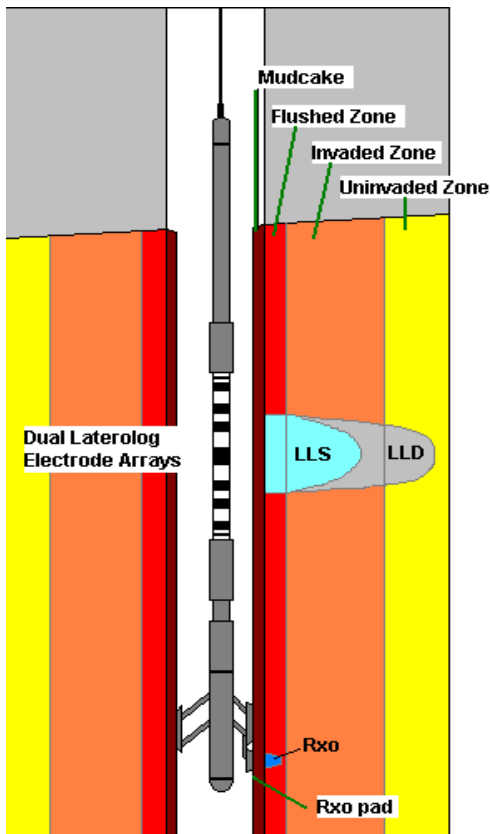 Mudcake
Flushed Zone
Invaded Zone
Uninvaded Zone
Dual Laterolog
Electrode Arrays
LLS
LLD
Rxo
Rxo pad